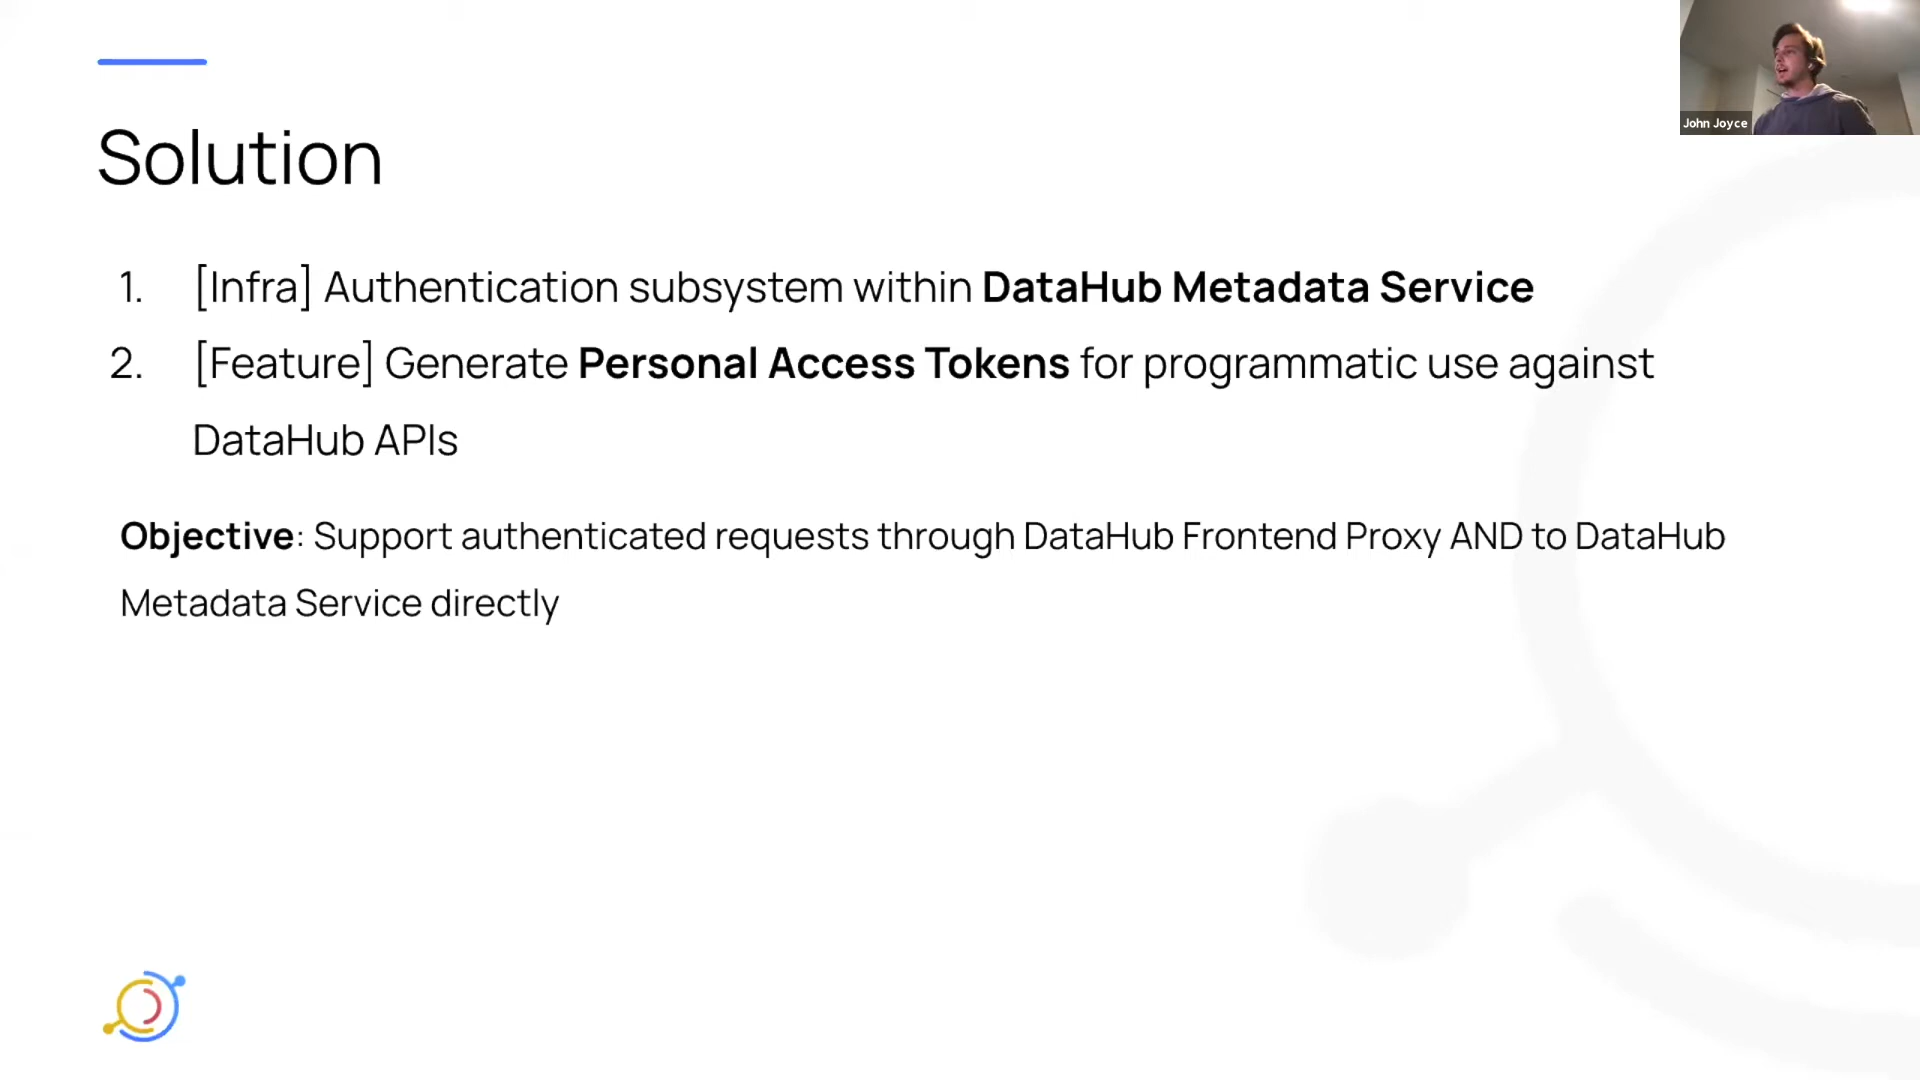 John Joyce
Solution
1. [Infra] Authentication subsystem within DataHub Metadata Service
2. [Feature] Generate Personal Access Tokens for programmatic use against
DataHub APIs
Objective: Support authenticated requests through DataHub Frontend Proxy AND to DataHub
Metadata Service directly